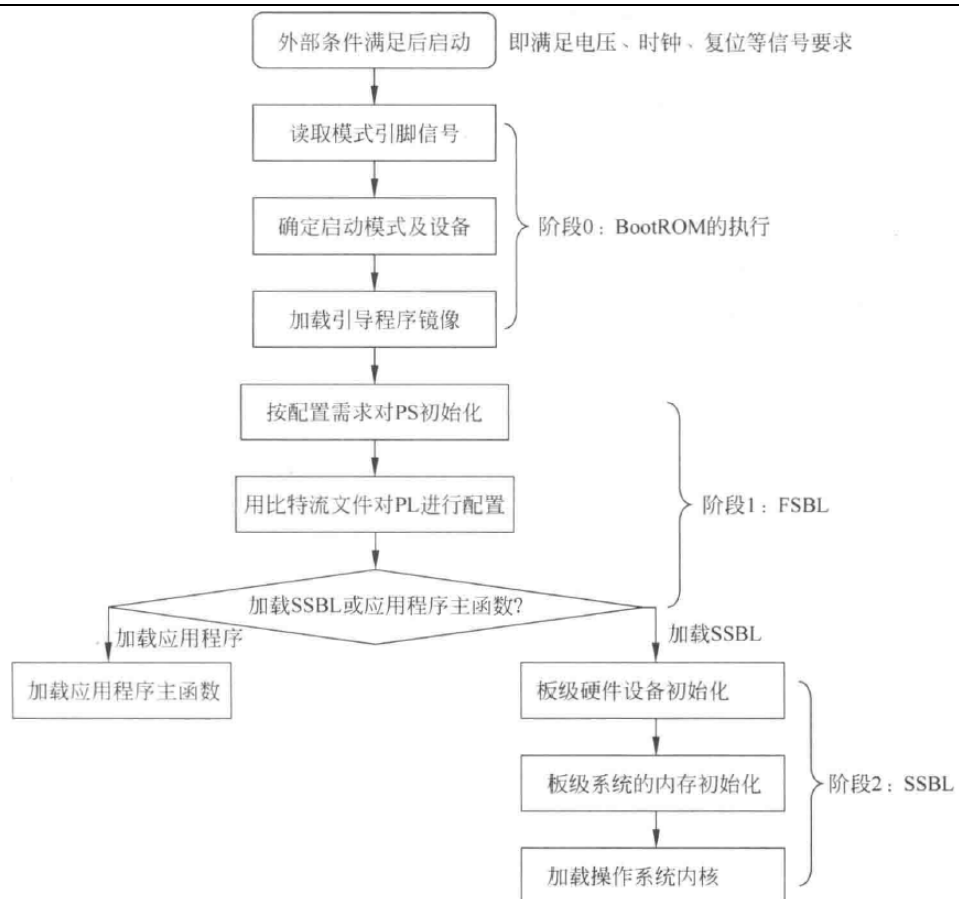 外部条件满足后启动 即满足电压、时钟、复位等信号要求
读取模式引脚信号
确定启动模式及设备
阶段0：BootROM的执行
加载引导程序镜像
按配置需求对PS初始化
用比特流文件对PL进行配置
阶段1：FSBL
加载SSBL或应用程序主函数?
加载应用程序
加载SSBL
加载应用程序主函数
板级硬件设备初始化
板级系统的内存初始化
阶段2：SSBL
加载操作系统内核